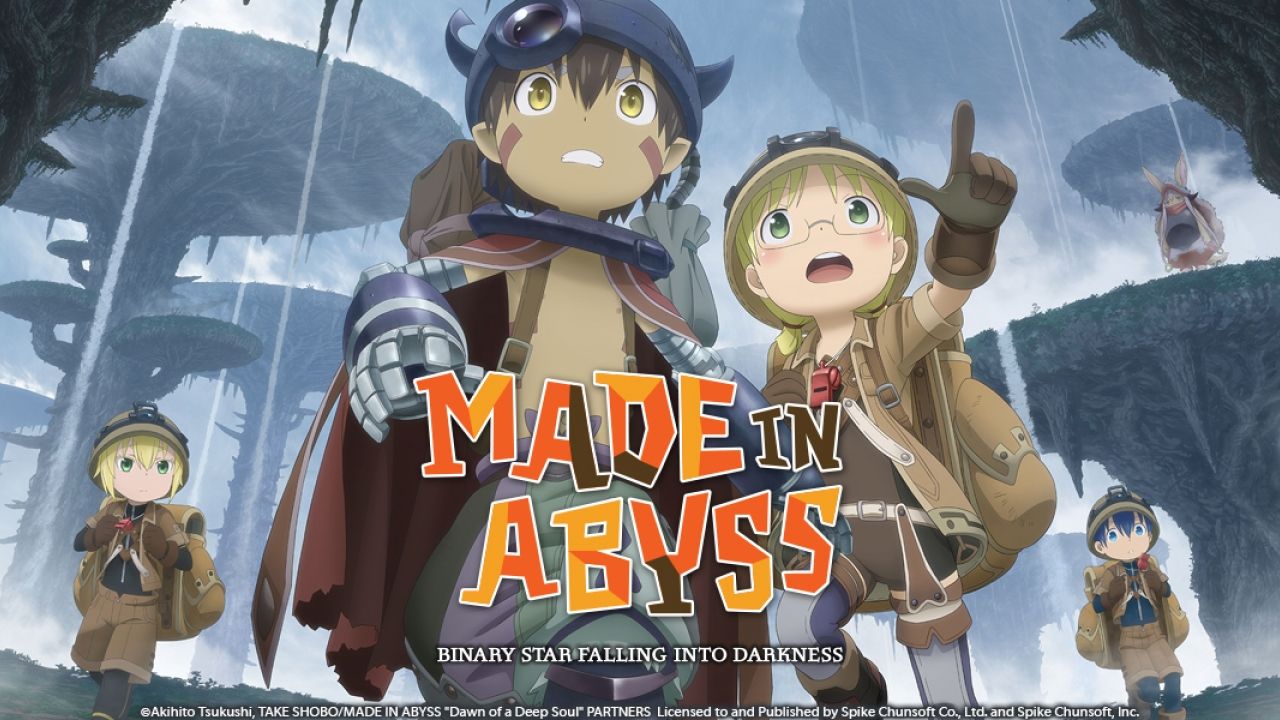 MADE IN
ABYSS
BINARY STAR FALLING INTO DARKNESS
©Akihito Tsukushi, TAKE SHOBO/MADE IN ABYSS "Dawn of a Deep Soul" PARTNERS Licensed to and Published by Spike Chunsoft Co., Ltd. and Spike Chunsoft, Inc.